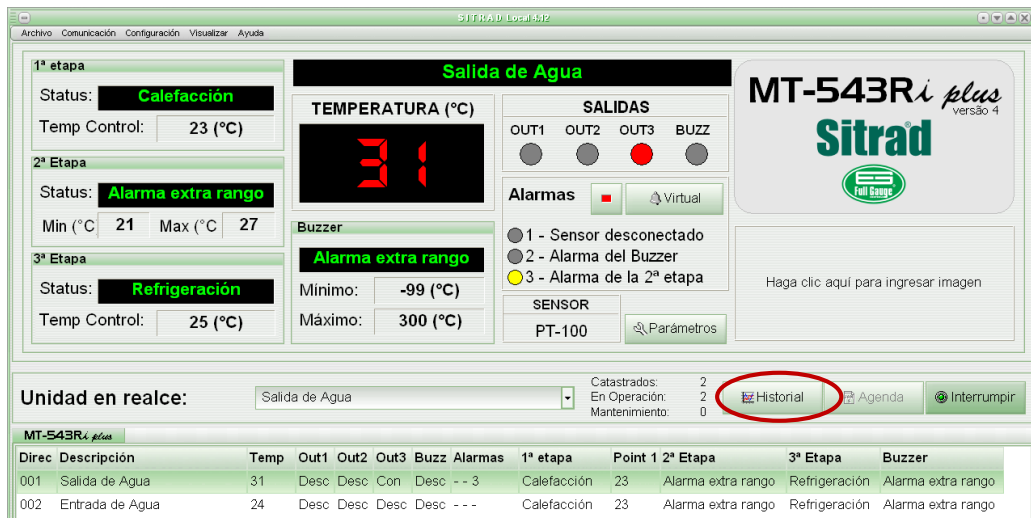 SITRAD Local 4.12
Archivo Comunicación Configuración Visualizar Ayuda
1ª etapa
Status: Calefacción
Temp Control: 23 (ºC)
2ª Etapa
Status: Alarma extra rango
Min (°C 21 Max (°C 27
3ª Etapa
Status: Refrigeración
Temp Control: 25 (ºC)
Salida de Agua
TEMPERATURA (ºC)
31
Buzzer
Alarma extra rango
Mínimo: -99 (ºC)
Máximo: 300 (ºC)
SALIDAS
OUT1 OUT2 OUT3 BUZZ
Alarmas Virtual
1 - Sensor desconectado
2 - Alarma del Buzzer
3 - Alarma de la 2ª etapa
SENSOR
PT-100
Parámetros
MT-543Ri plus
versão 4
Sitrad
Full Gauge
Haga clic aquí para ingresar imagen
Unidad en realce: Salida de Agua
Catastrados: 2
En Operación: 2
Mantenimiento: 0
Historial Agenda Interrumpir
MT-543Ri plus
Direc Descripción Temp Out1 Out2 Out3 Buzz Alarmas 1ª etapa Point 1 2ª Etapa 3ª Etapa Buzzer
001 Salida de Agua 31 Desc Desc Con Desc - - 3 Calefacción 23 Alarma extra rango Refrigeración Alarma extra rango
002 Entrada de Agua 24 Desc Desc Desc Desc - - - Calefacción 23 Alarma extra rango Refrigeración Alarma extra rango